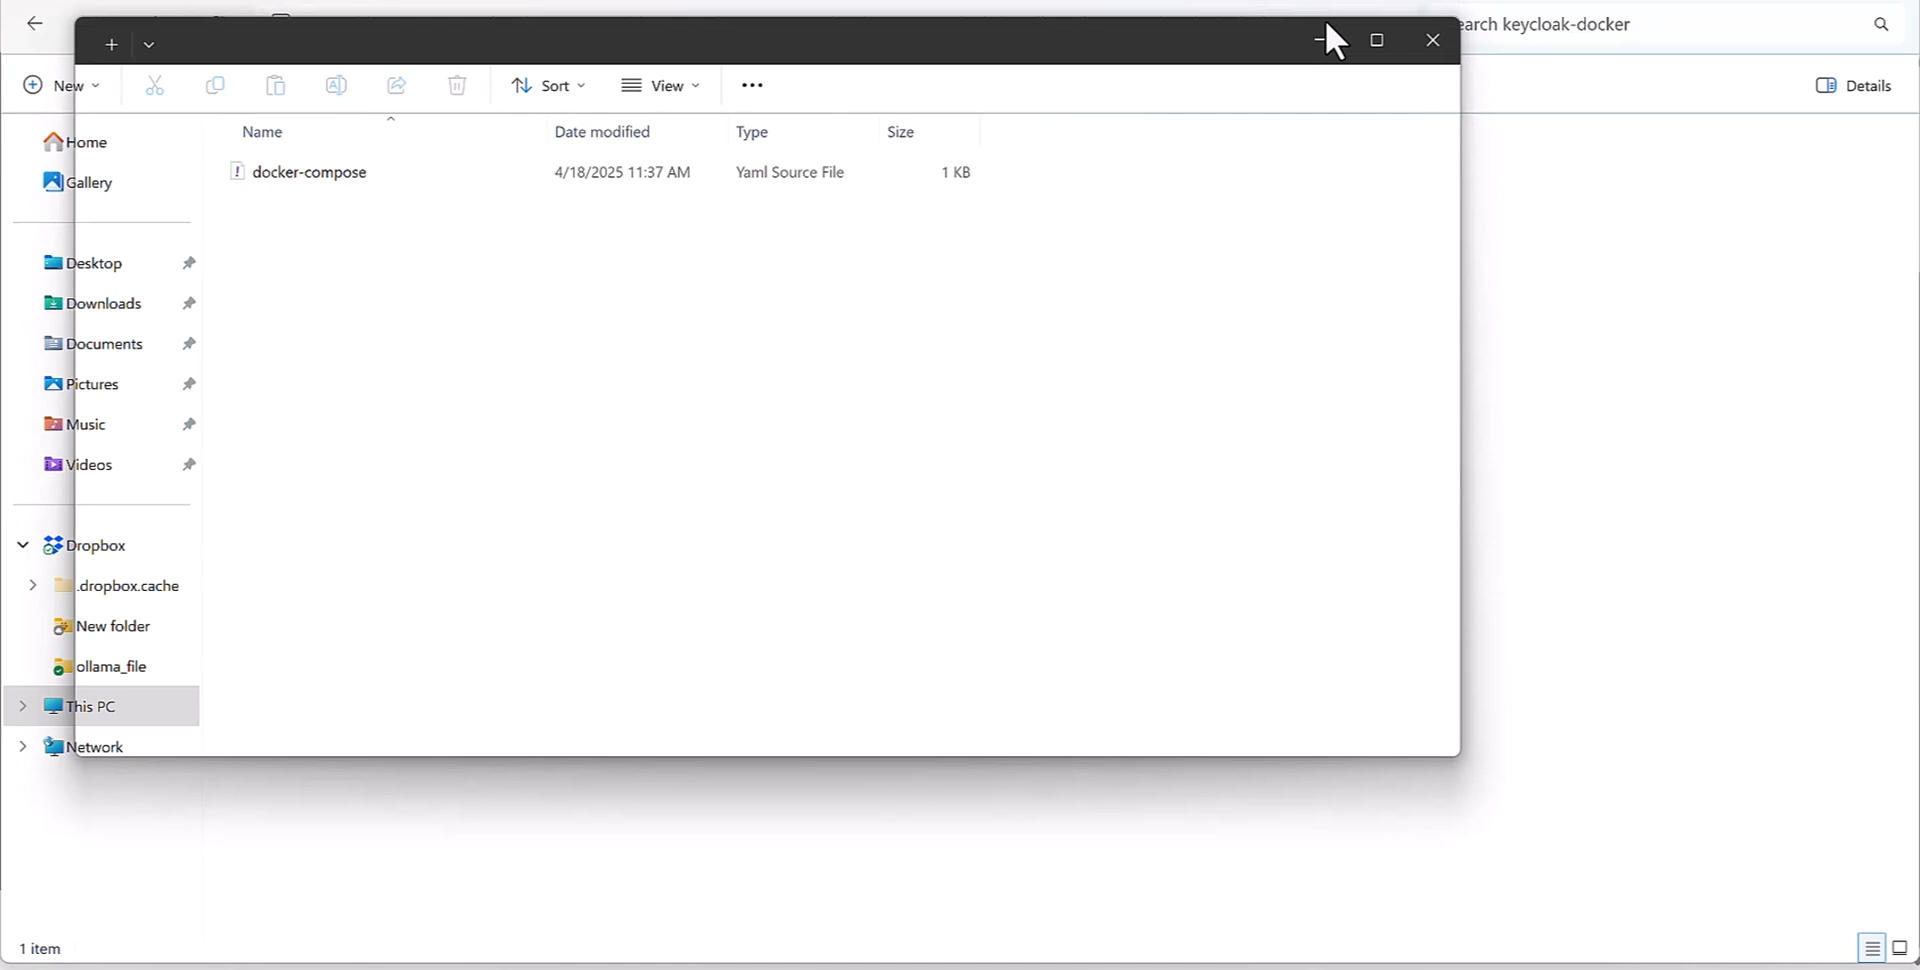 earch keycloak-docker
New
Sort
View
Details
Name Date modified Type Size
docker-compose 4/18/2025 11:37 AM Yaml Source File 1 KB
Home
Gallery
Desktop
Downloads
Documents
Pictures
Music
Videos
Dropbox
.dropbox.cache
New folder
ollama_file
This PC
Network
1 item